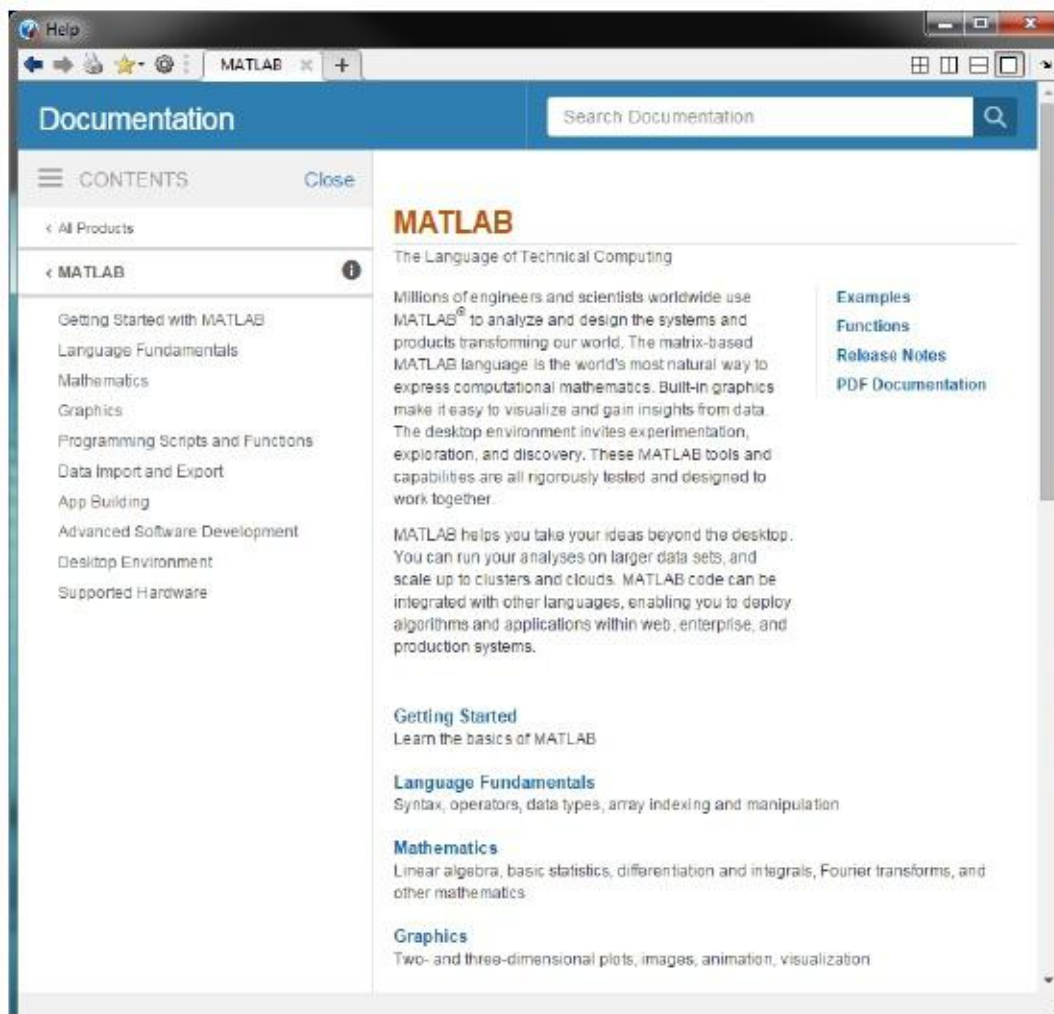 Help
MATLAB
Documentation
Search Documentation
CONTENTS
Close
< All Products
< MATLAB
Getting Started with MATLAB
Language Fundamentals
Mathematics
Graphics
Programming Scripts and Functions
Data Import and Export
App Building
Advanced Software Development
Desktop Environment
Supported Hardware
MATLAB
The Language of Technical Computing
Millions of engineers and scientists worldwide use
MATLAB® to analyze and design the systems and
products transforming our world. The matrix-based
MATLAB language is the world's most natural way to
express computational mathematics. Built-in graphics
make it easy to visualize and gain insights from data.
The desktop environment invites experimentation,
exploration, and discovery. These MATLAB tools and
capabilities are all rigorously tested and designed to
work together.
MATLAB helps you take your ideas beyond the desktop.
You can run your analyses on larger data sets, and
scale up to clusters and clouds. MATLAB code can be
integrated with other languages, enabling you to deploy
algorithms and applications within web, enterprise, and
production systems.
Examples
Functions
Release Notes
PDF Documentation
Getting Started
Learn the basics of MATLAB
Language Fundamentals
Syntax, operators, data types, array indexing and manipulation
Mathematics
Linear algebra, basic statistics, differentiation and integrals, Fourier transforms, and
other mathematics
Graphics
Two- and three-dimensional plots, images, animation, visualization